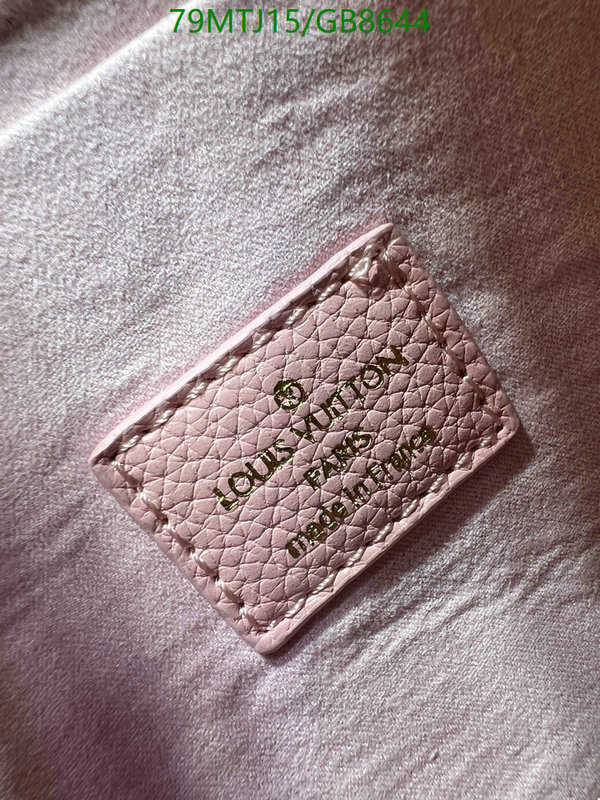 79MTJ15/GB8644
LOUIS VUITTON
PARIS
made in France